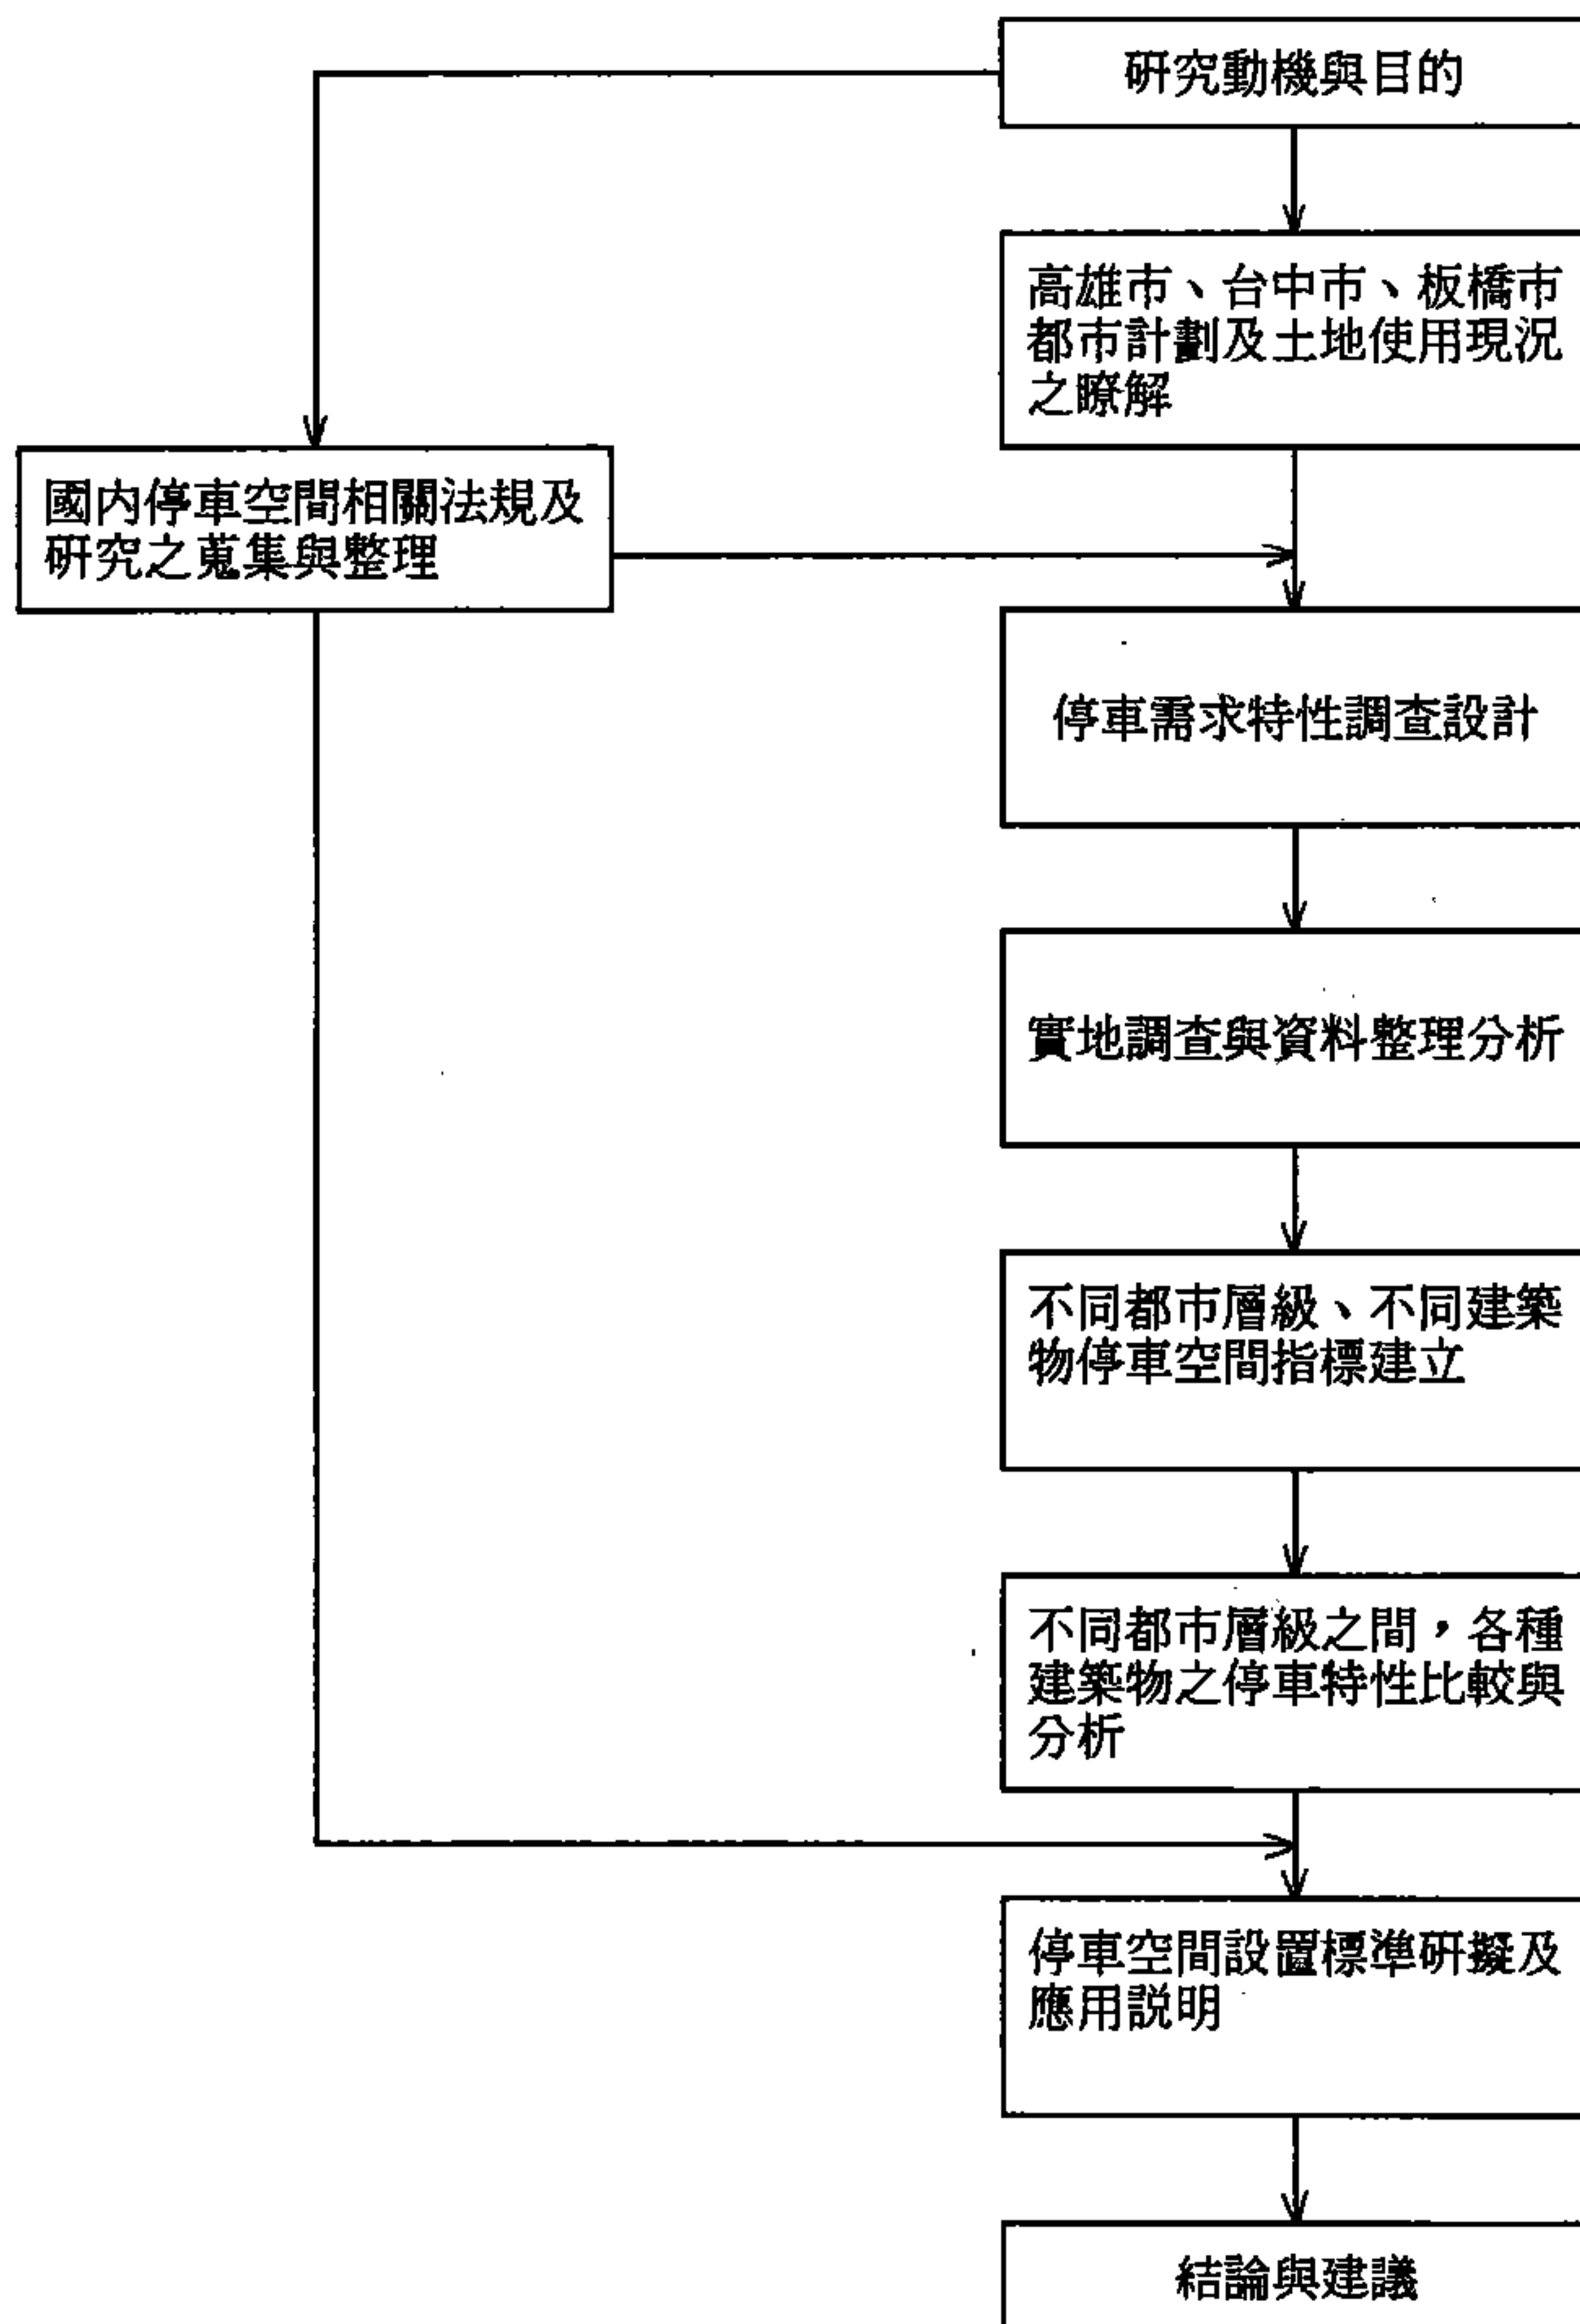 研究動機與目的
高雄市、台中市、板橋市
都市計劃及土地使用現況
之瞭解
國內停車空間相關法規及
研究之蒐集與整理
停車需求特性調查設計
實地調查與資料整理分析
不同都市層級、不同建築
物停車空間指標建立
不同都市層級之間，各種
建築物之停車特性比較與
分析
停車空間設置標準研擬及
應用説明
結論與建議